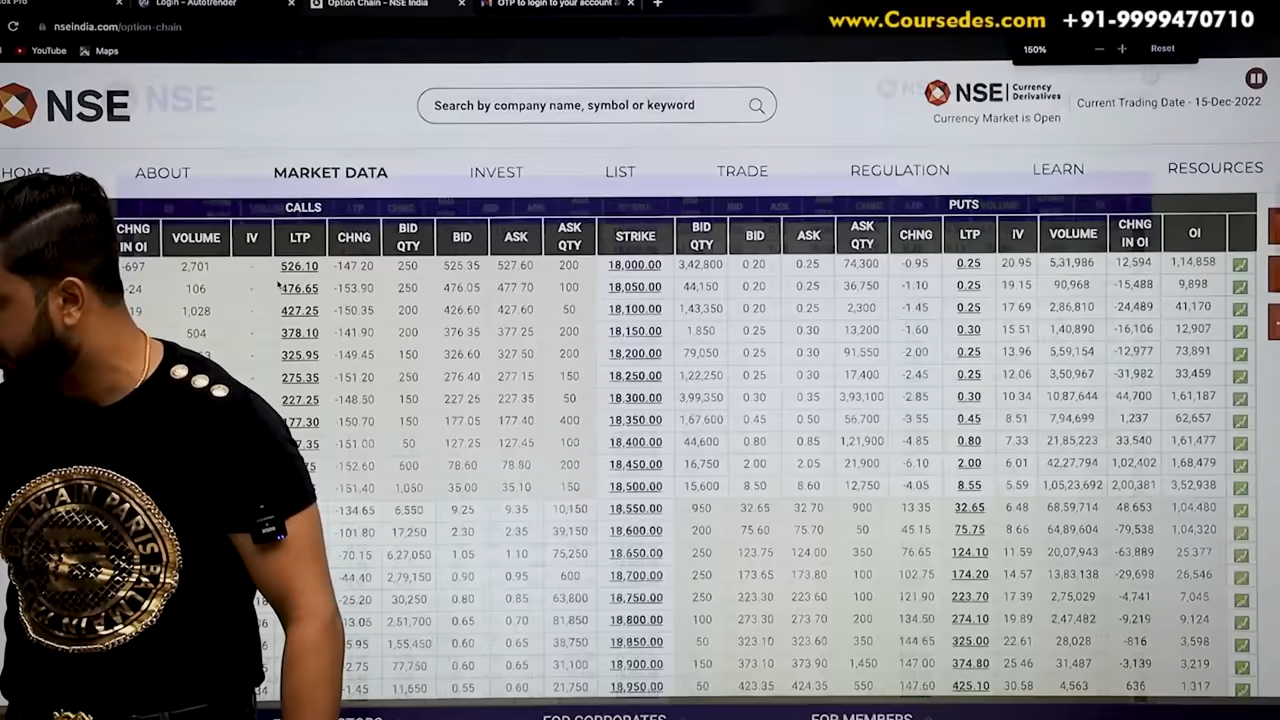 Login - Autotrender
Option Chain - NSE India
OTP to login to your account
www.Coursedes.com +91-9999470710
nseindia.com/option-chain
YouTube Maps
150% Reset
NSE
Search by company name, symbol or keyword
NSE Currency Derivatives
Currency Market is Open
Current Trading Date - 15-Dec-2022
HOME ABOUT MARKET DATA INVEST LIST TRADE REGULATION LEARN RESOURCES
CALLS PUTS
CHNG IN OI VOLUME IV LTP CHNG BID QTY BID ASK ASK QTY STRIKE BID QTY BID ASK ASK QTY CHNG LTP IV VOLUME CHNG IN OI OI
-697 2,701 - 526.10 -147.20 250 525.35 527.60 200 18,000.00 3,42,800 0.20 0.25 74,300 -0.95 0.25 20.95 5,31,986 12,594 1,14,858
-24 106 - 476.65 -153.90 250 476.05 477.70 100 18,050.00 44,150 0.20 0.25 36,750 -1.10 0.25 19.15 90,968 -15,488 9,898
1,028 - 427.25 -150.35 200 426.60 427.60 50 18,100.00 1,43,350 0.20 0.25 2,300 -1.45 0.25 17.69 2,86,810 -24,489 41,170
504 - 378.10 -141.90 200 376.35 377.25 200 18,150.00 1,850 0.25 0.30 13,200 -1.60 0.30 15.51 1,40,890 -16,106 12,907
- 325.95 -149.45 150 326.60 327.50 200 18,200.00 79,050 0.25 0.30 91,550 2.00 0.25 13.96 5,59,154 -12,977 73,891
- 275.35 -151.20 250 276.40 277.15 150 18,250.00 1,22,250 0.25 0.30 17,400 -2.45 0.25 12.06 3,50,967 -31,982 33,459
227.25 -148.50 150 227.25 227.35 50 18,300.00 3,99,350 0.30 0.35 3,93,100 -2.85 0.30 10.34 10,87,644 44,700 1,61,187
177.30 -150.70 150 177.05 177.40 400 18,350.00 1,67,600 0.45 0.50 56,700 -3.55 0.45 8.51 7,94,699 1,237 62,657
-151.00 50 127.25 127.45 100 18,400.00 44,600 0.80 0.85 1,21,900 -4.85 0.80 7.33 21,85,223 33,540 1,61,477
-152.60 600 78.60 78.80 200 18,450.00 16,750 2.00 2.05 21,900 -6.10 2.00 6.01 42,27,794 1,02,402 1,68,479
-151.40 1,050 35.00 35.10 150 18,500.00 15,600 8.50 8.60 12,750 -4.05 8.55 5.59 1,05,23,692 2,00,381 3,52,938
-134.65 6,550 9.25 9.35 10,150 18,550.00 950 32.65 32.70 900 13.35 32.65 6.48 68,59,714 48,653 1,04,480
-101.80 17,250 2.30 2.35 39,150 18,600.00 200 75.60 75.70 50 45.15 75.75 8.66 64,89,604 -79,538 1,04,320
-70.15 6,27,050 1.05 1.10 75,250 18,650.00 250 123.75 124.00 350 76.65 124.10 11.59 20,07,943 -63,889 25,377
-44.40 2,79,150 0.90 0.95 600 18,700.00 250 173.65 173.80 100 102.75 174.20 14.57 13,83,138 -29,698 26,546
-25.20 30,250 0.80 0.85 63,800 18,750.00 250 223.30 223.60 100 121.90 223.70 17.39 2,75,029 -4,741 7,045
-13.05 2,51,700 0.65 0.70 81,850 18,800.00 100 273.30 273.70 200 134.50 274.10 19.89 2,47,482 -9,219 9,124
1,55,450 0.60 0.65 38,750 18,850.00 50 323.10 323.60 350 144.65 325.00 22.61 28,028 -816 3,598
77,750 0.60 0.65 31,100 18,900.00 150 373.10 373.90 1,450 147.00 374.80 25.46 31,487 -3,139 3,219
-1.45 11,650 0.55 0.60 21,750 18,950.00 50 423.35 424.35 550 147.60 425.10 30.58 4,563 636 1,317
FOR CORPORATES FOR MEMBERS
BALMAIN PARIS